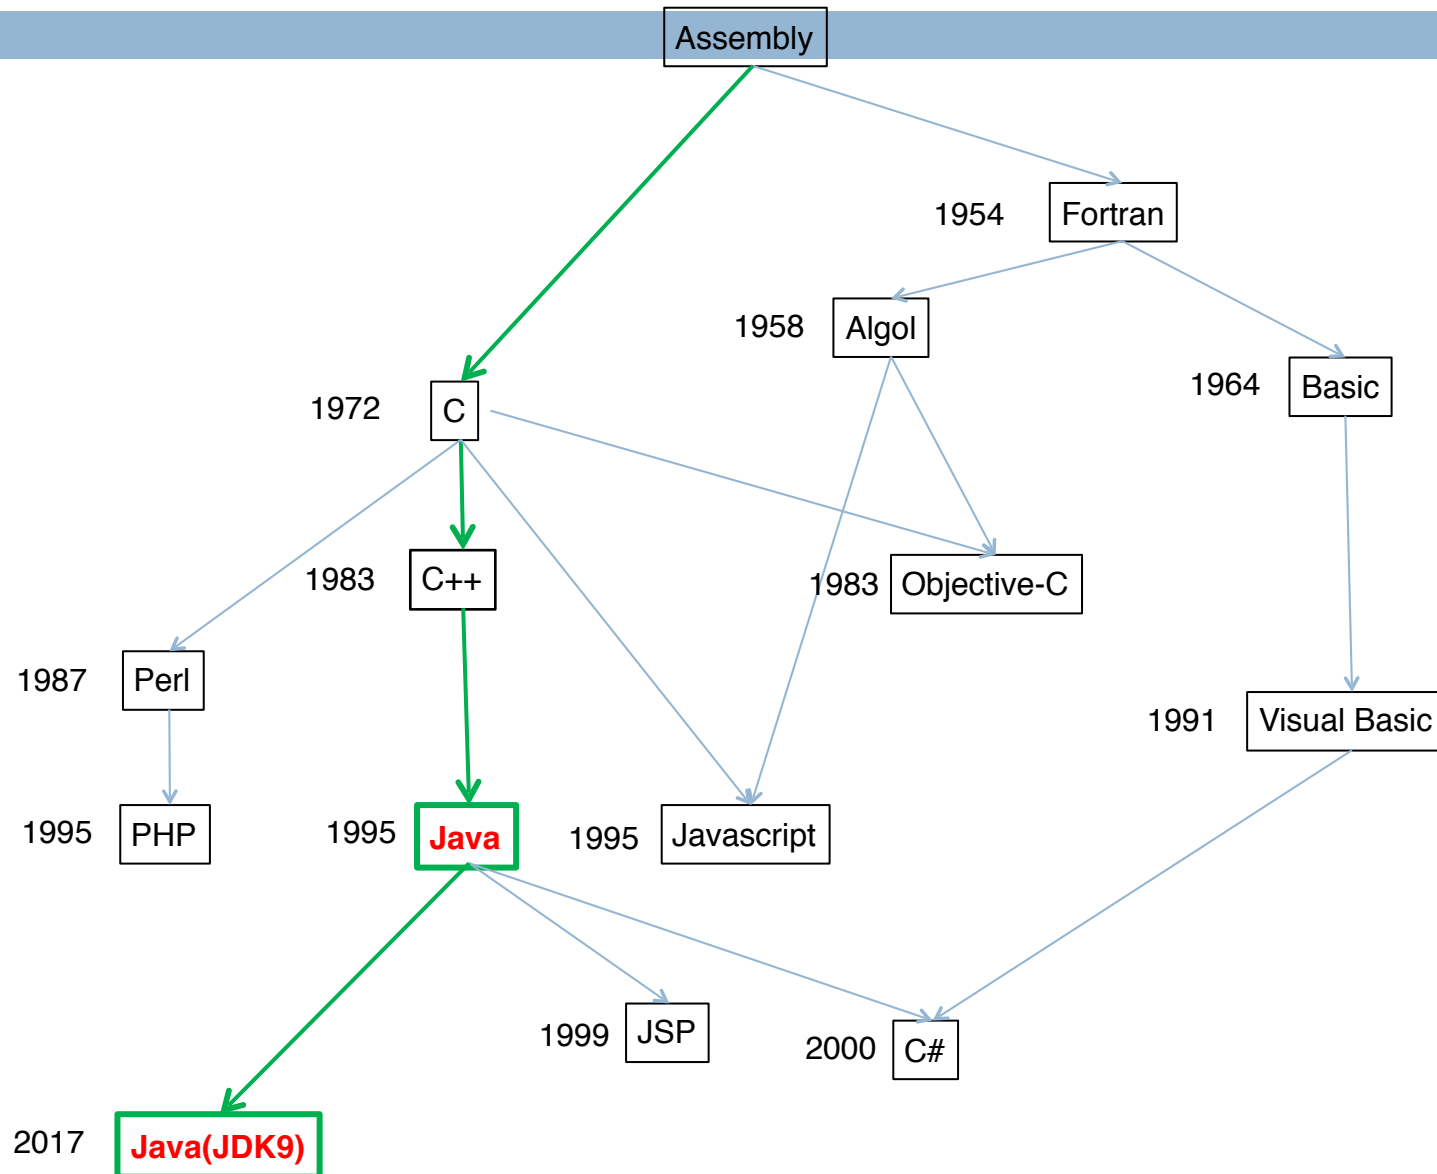 Assembly
1954 Fortran
1958 Algol
1964 Basic
1972 C
1983 C++
1983 Objective-C
1987 Perl
1991 Visual Basic
1995 PHP
1995 Java
1995 Javascript
1999 JSP
2000 C#
2017 Java(JDK9)